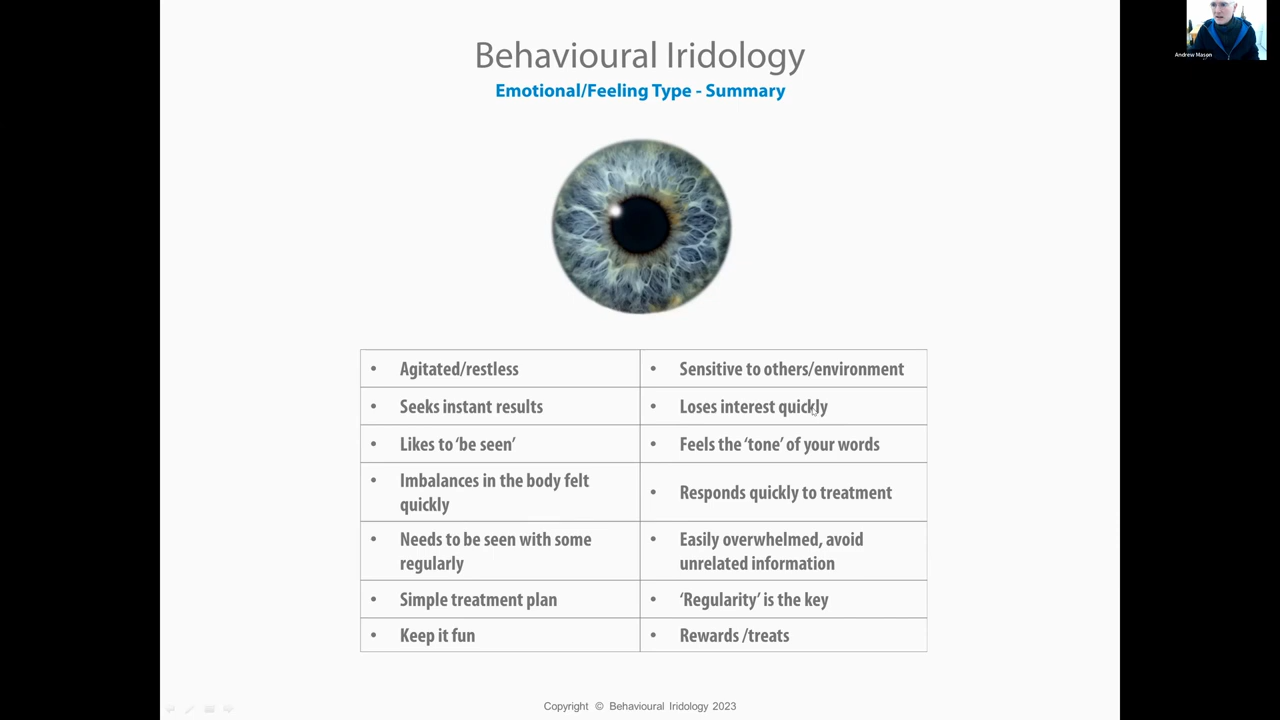 Behavioural Iridology
Emotional/Feeling Type - Summary
Andrew Mason
• Agitated/restless
• Sensitive to others/environment
• Seeks instant results
• Loses interest quickly
• Likes to ‘be seen’
• Feels the ‘tone’ of your words
• Imbalances in the body felt
quickly
• Responds quickly to treatment
• Needs to be seen with some
regularly
• Easily overwhelmed, avoid
unrelated information
• Simple treatment plan
• ‘Regularity’ is the key
• Keep it fun
• Rewards /treats
Copyright © Behavioural Iridology 2023